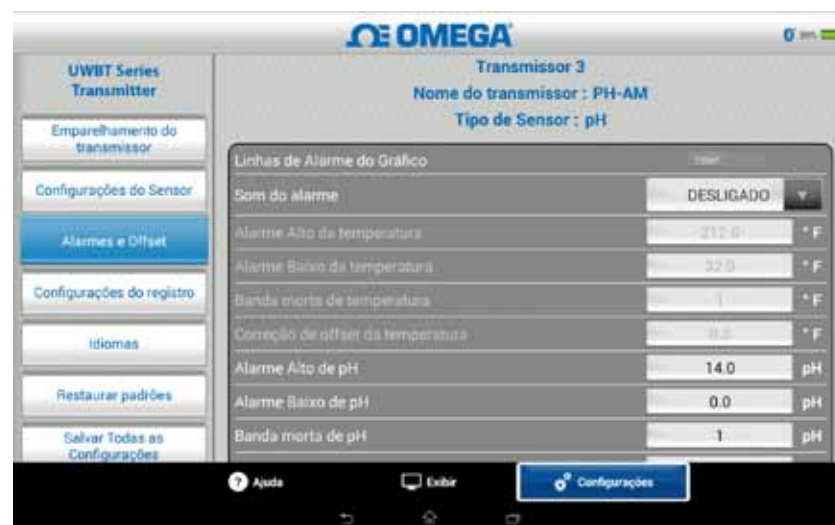 OMEGA
UWBT Series
Transmitter
Transmissor 3
Nome do transmissor : PH-AM
Tipo de Sensor : pH
Emparelhamento do
transmissor
Configurações do Sensor
Alarmes e Offset
Configurações do registro
Idiomas
Restaurar padrões
Salvar Todas as
Configurações
Linhas de Alarme do Gráfico
Som do alarme DESLIGADO
Alarme Alto da temperatura 212.0 ° F
Alarme Baixo da temperatura 32.0 ° F
Banda morta de temperatura 1 ° F
Correção de offset da temperatura 0.0 ° F
Alarme Alto de pH 14.0 pH
Alarme Baixo de pH 0.0 pH
Banda morta de pH 1 pH
? Ajuda Exibir Configurações